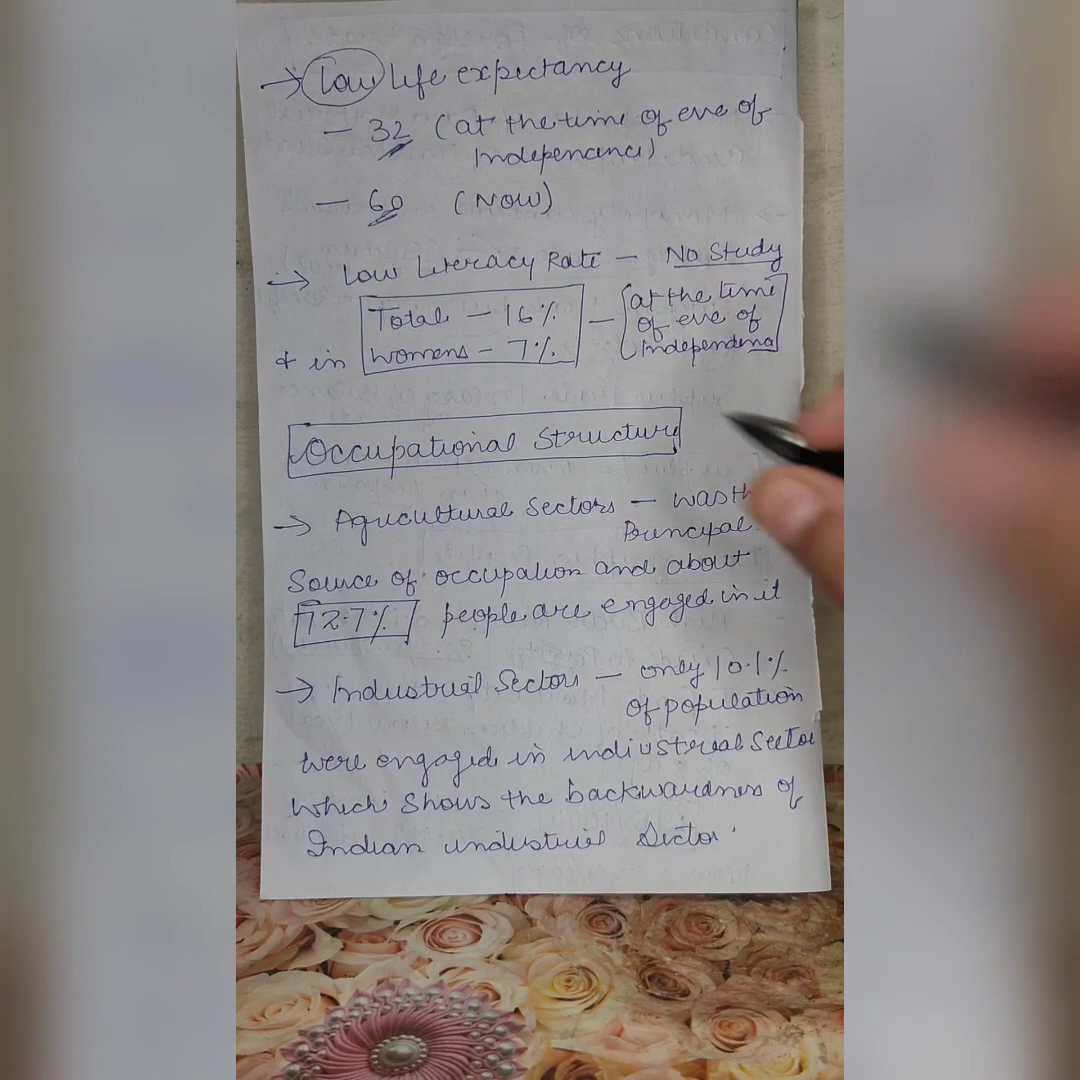 → Low life expectancy
– 32 (at the time of eve of
Independence)
– 60 (Now)
→ Low Literacy Rate – No Study
Total – 16%
& in womens – 7%
– (at the time
of eve of
Independence
Occupational Structure
→ Agricultural Sectors – was th
Principal
Source of occupation and about
72.7% people are engaged in it
→ Industrial Sectors – only 10.1%
of population
were engaged in indiustrial Sector
which shows the backwardness of
Indian industrial Sector.